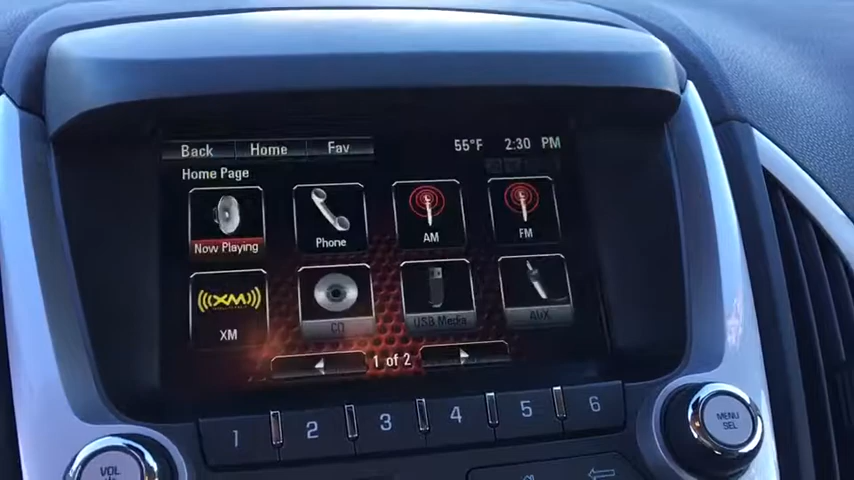 Back Home Fav 55°F 2:30 PM
Home Page
Now Playing Phone AM FM
XM
XM CD USB Media AUX
1 of 2
1 2 3 4 5 6
MENU
SEL
VOL